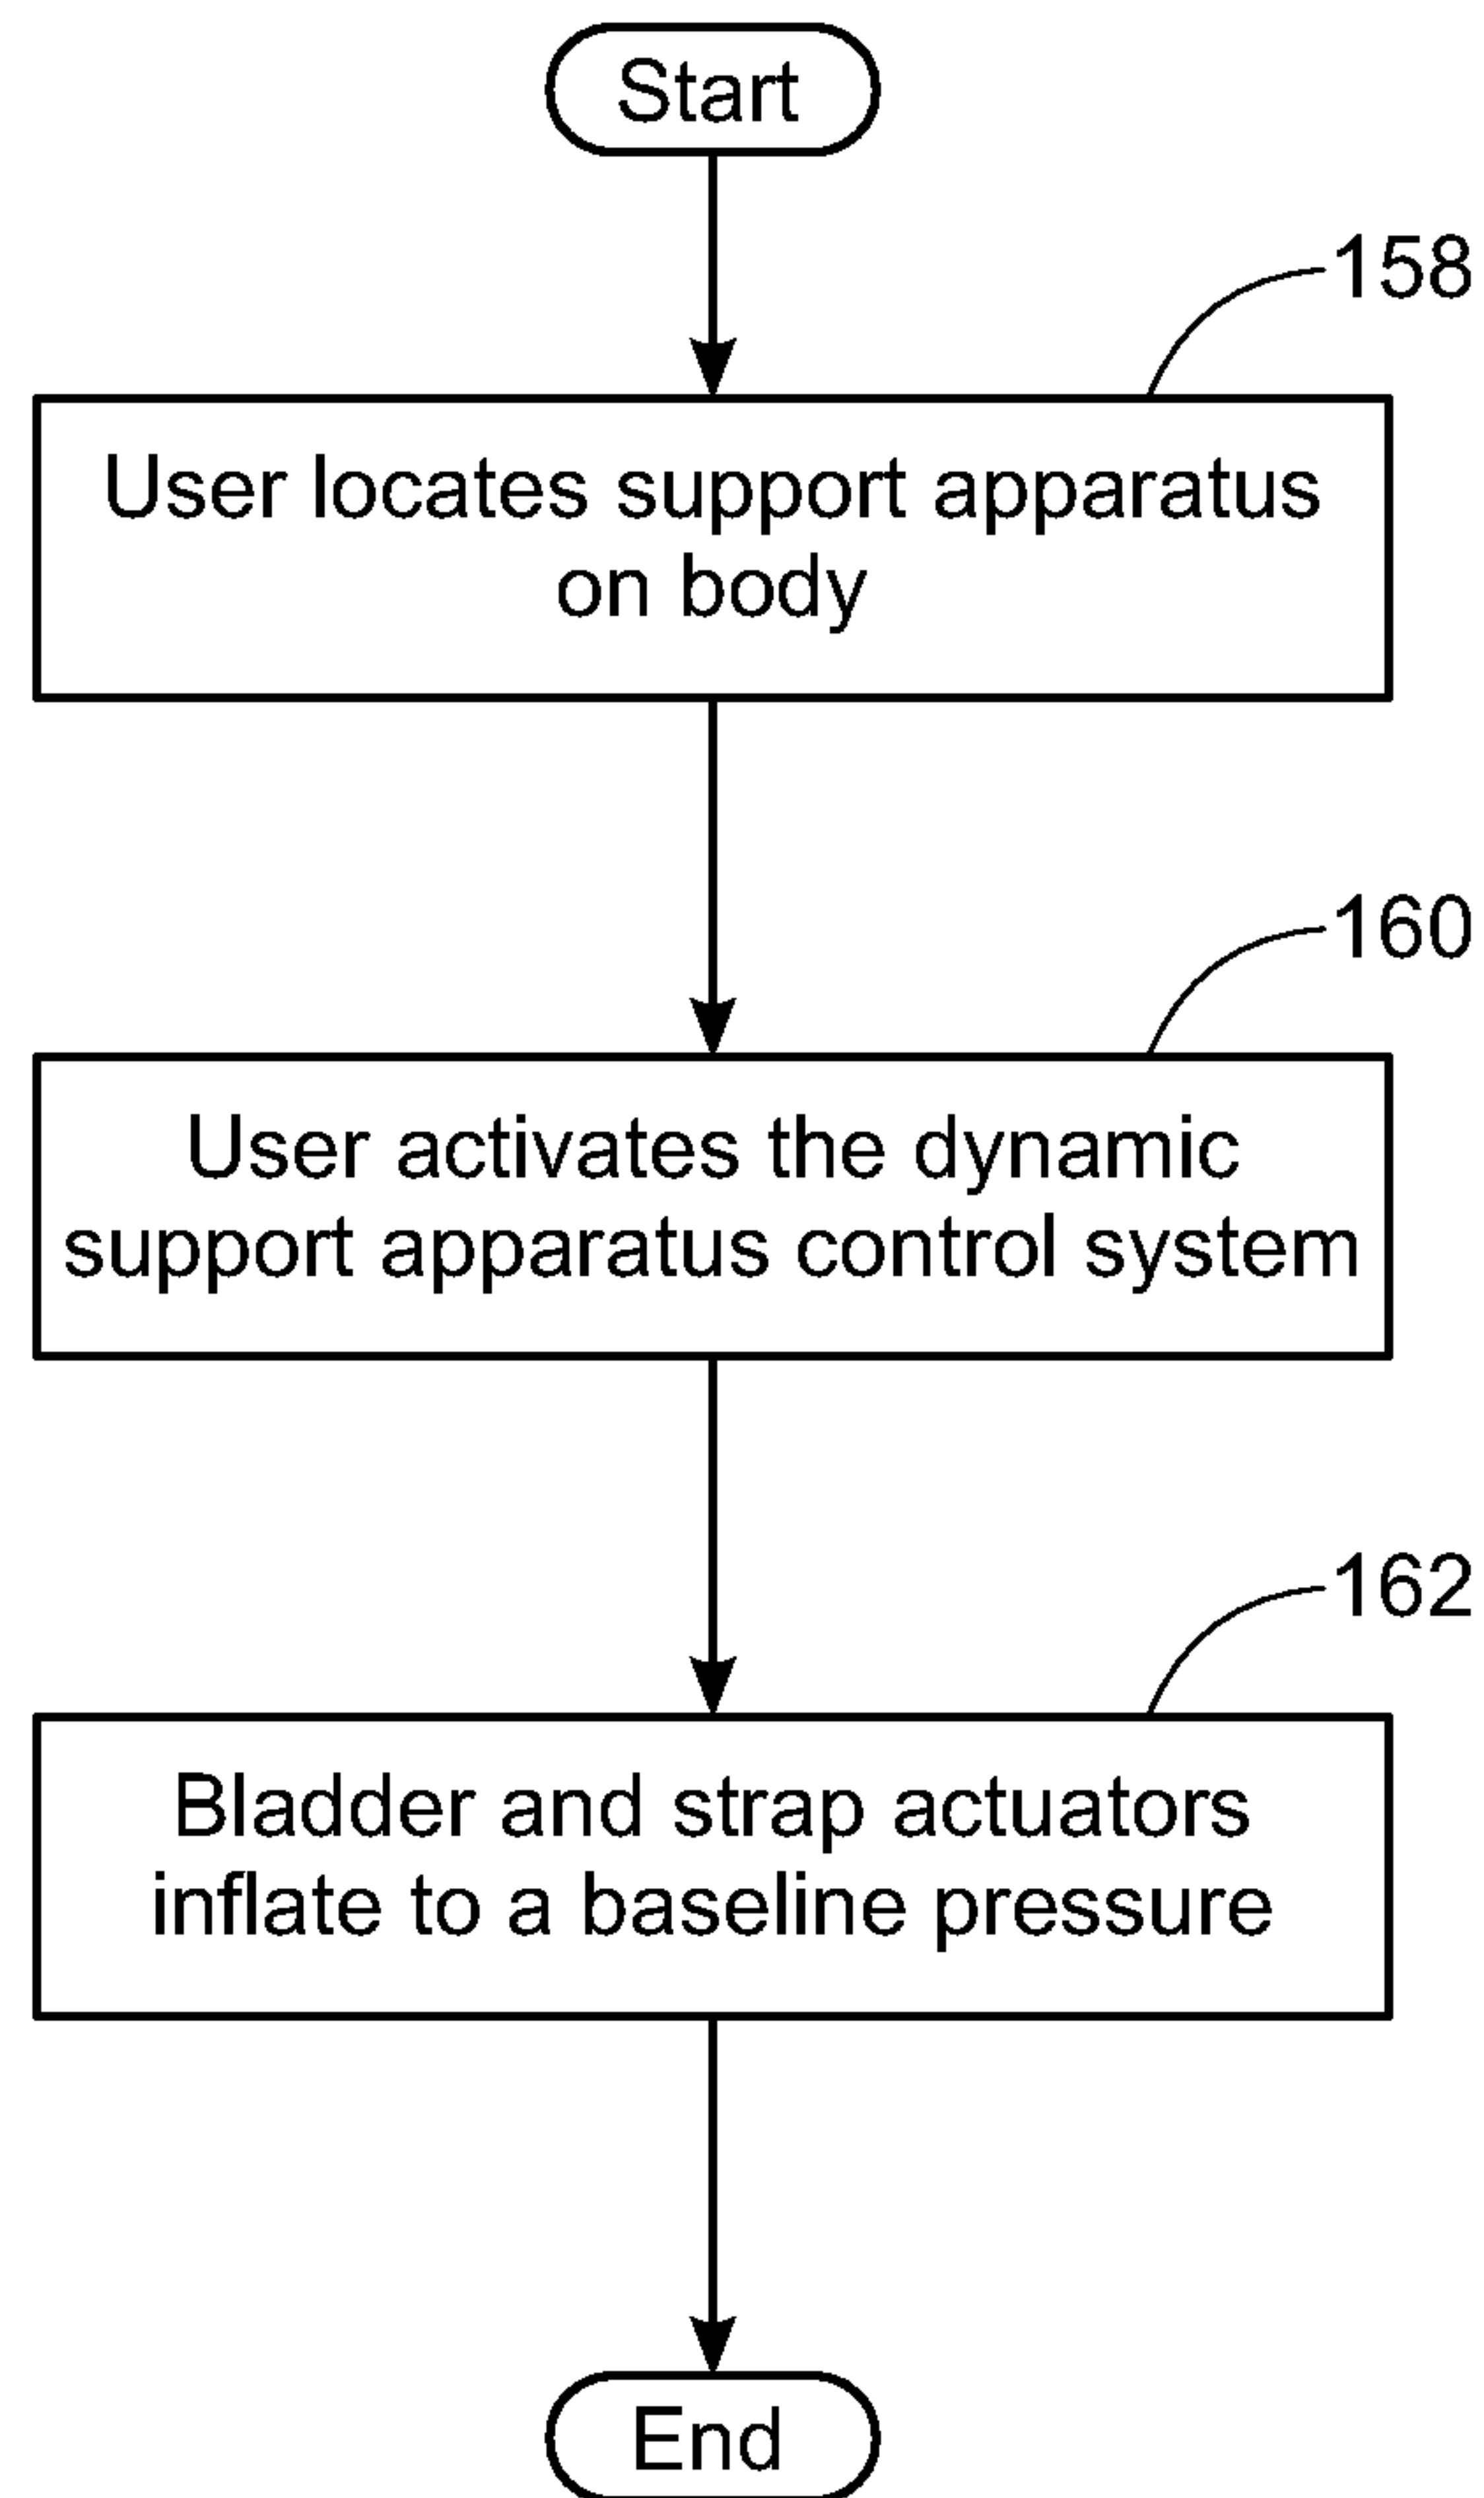 Start
158
User locates support apparatus
on body
160
User activates the dynamic
support apparatus control system
162
Bladder and strap actuators
inflate to a baseline pressure
End